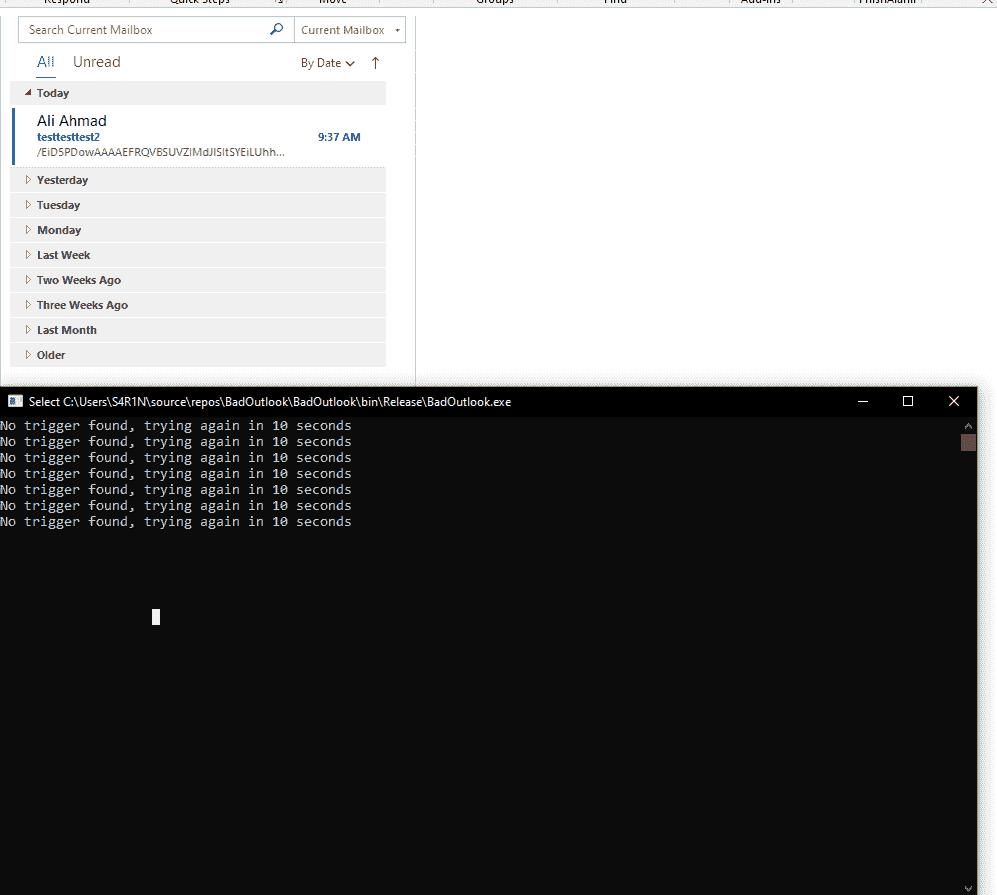 Respond Quick Steps Move Groups Find Add-ins PhishAlarm
Search Current Mailbox Current Mailbox
All Unread By Date
Today
Ali Ahmad
testtesttest2 9:37 AM
/EiD5PDowAAAAEFRQVBSUVZIMdJlSItSYEiLUhh...
Yesterday
Tuesday
Monday
Last Week
Two Weeks Ago
Three Weeks Ago
Last Month
Older
Select C:\Users\S4R1N\source\repos\BadOutlook\BadOutlook\bin\Release\BadOutlook.exe
No trigger found, trying again in 10 seconds
No trigger found, trying again in 10 seconds
No trigger found, trying again in 10 seconds
No trigger found, trying again in 10 seconds
No trigger found, trying again in 10 seconds
No trigger found, trying again in 10 seconds
No trigger found, trying again in 10 seconds